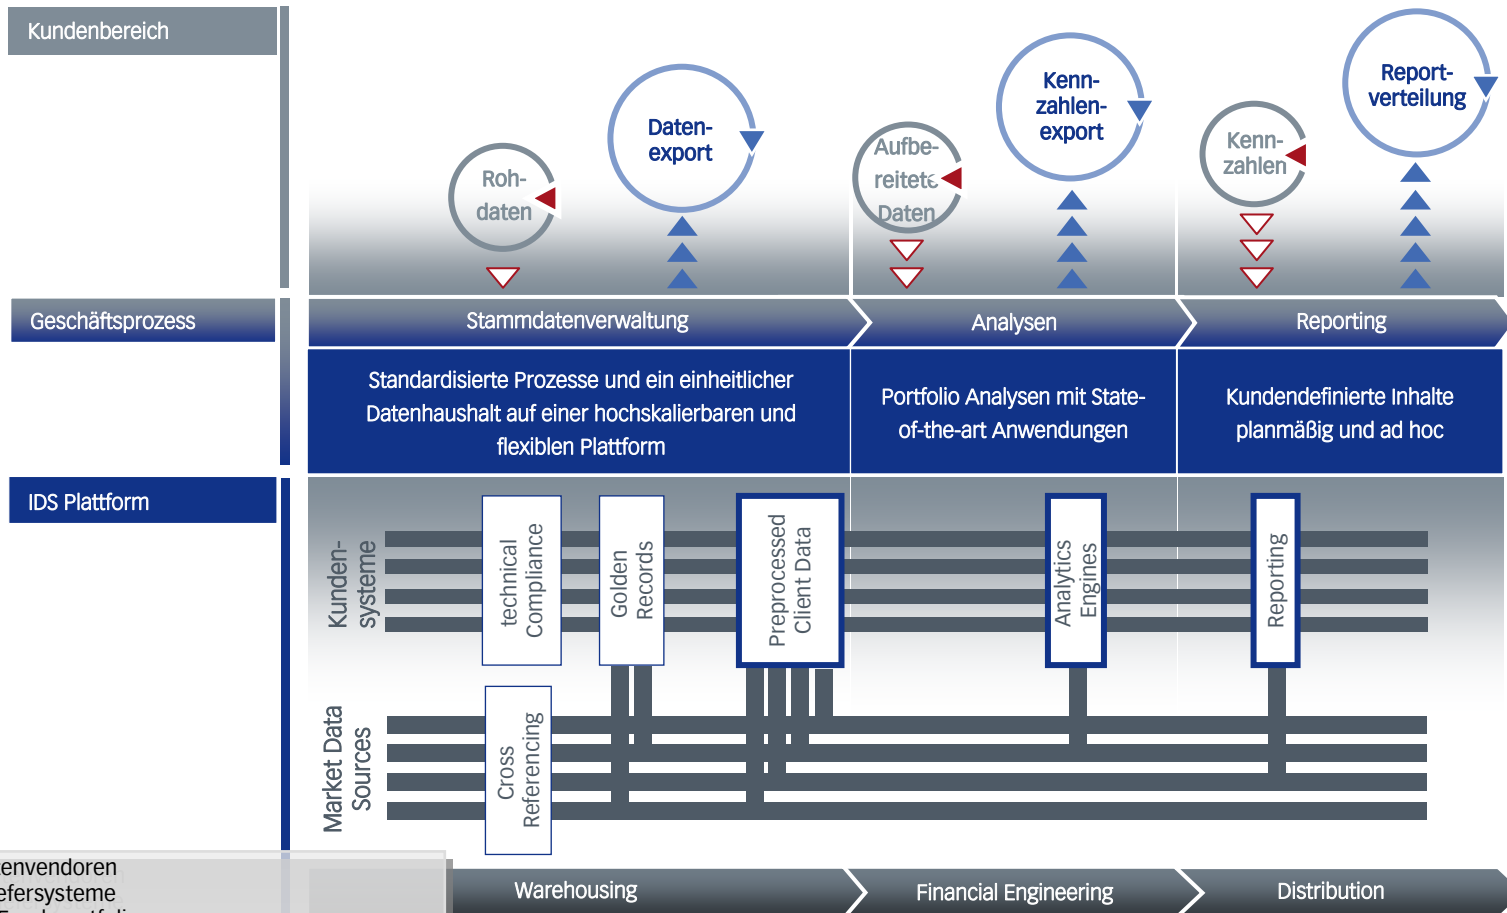 Kundenbereich
Roh-
daten
Daten-
export
Aufbe-
reitete
Daten
Kenn-
zahlen-
export
Kenn-
zahlen
Report-
verteilung
Geschäftsprozess
Stammdatenverwaltung
Analysen
Reporting
Standardisierte Prozesse und ein einheitlicher
Datenhaushalt auf einer hochskalierbaren und
flexiblen Plattform
Portfolio Analysen mit State-
of-the-art Anwendungen
Kundendefinierte Inhalte
planmäßig und ad hoc
IDS Plattform
Kunden-
systeme
technical
Compliance
Golden
Records
Preprocessed
Client Data
Analytics
Engines
Reporting
Market Data
Sources
Cross
Referencing
tenvendoren
efersysteme
Warehousing
Financial Engineering
Distribution